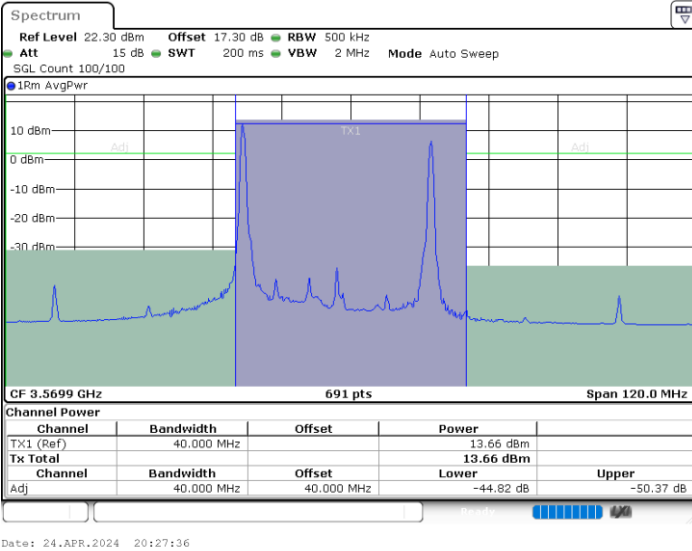 Spectrum
Ref Level 22.30 dBm Offset 17.30 dB RBW 500 kHz
Att 15 dB SWT 200 ms VBW 2 MHz Mode Auto Sweep
SGL Count 100/100
1Rm AvgPwr
10 dBm
TX1
Adj Adj
0 dBm
-10 dBm
-20 dBm
-30 dBm
CF 3.5699 GHz 691 pts Span 120.0 MHz
Channel Power
Channel Bandwidth Offset Power
TX1 (Ref) 40.000 MHz 13.66 dBm
Tx Total 13.66 dBm
Channel Bandwidth Offset Lower Upper
Adj 40.000 MHz 40.000 MHz -44.82 dB -50.37 dB
Ready
Date: 24.APR.2024 20:27:36